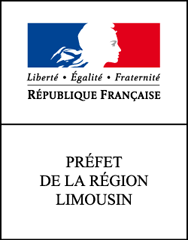 Liberté • Égalité • Fraternité
RÉPUBLIQUE FRANÇAISE
PRÉFET
DE LA RÉGION
LIMOUSIN